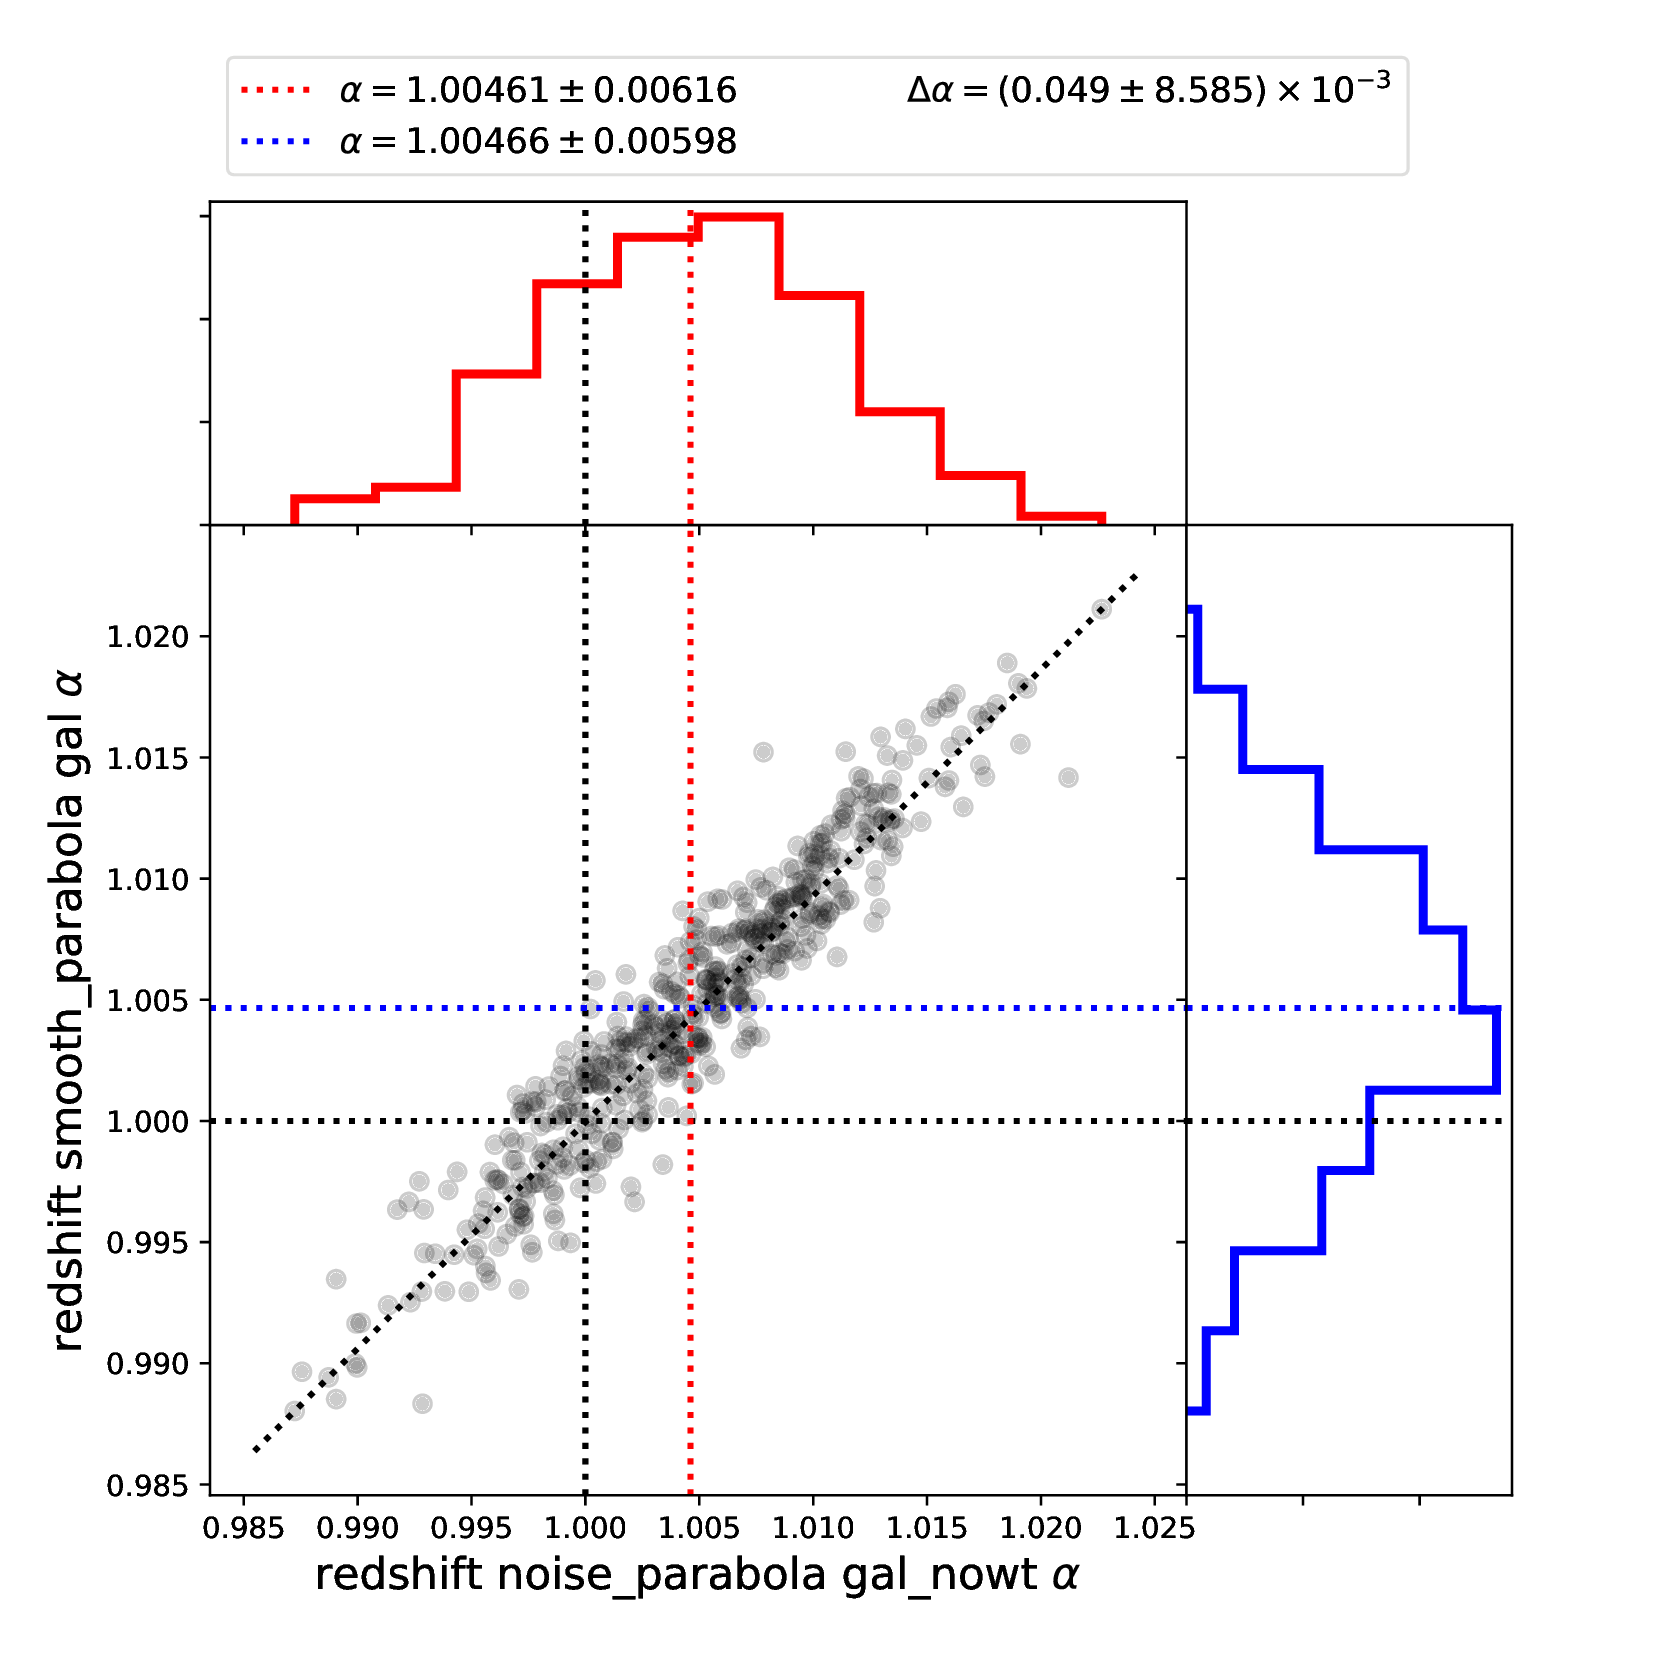 α = 1.00461 ± 0.00616
α = 1.00466 ± 0.00598
Δα = (0.049 ± 8.585) × 10⁻³
redshift smooth_parabola gal α
1.020
1.015
1.010
1.005
1.000
0.995
0.990
0.985
0.985 0.990 0.995 1.000 1.005 1.010 1.015 1.020 1.025
redshift noise_parabola gal_nowt α